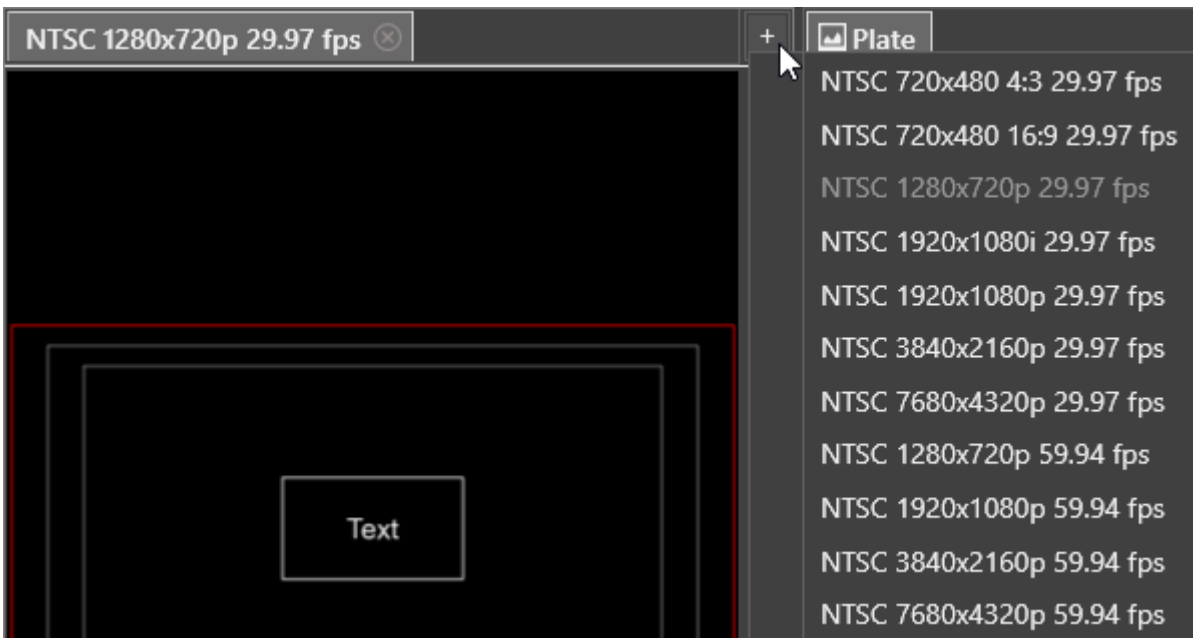 NTSC 1280x720p 29.97 fps
+
Plate
NTSC 720x480 4:3 29.97 fps
NTSC 720x480 16:9 29.97 fps
NTSC 1280x720p 29.97 fps
NTSC 1920x1080i 29.97 fps
NTSC 1920x1080p 29.97 fps
NTSC 3840x2160p 29.97 fps
NTSC 7680x4320p 29.97 fps
NTSC 1280x720p 59.94 fps
NTSC 1920x1080p 59.94 fps
NTSC 3840x2160p 59.94 fps
NTSC 7680x4320p 59.94 fps
Text